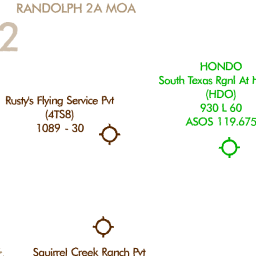 RANDOLPH 2A MOA
2
HONDO
South Texas Rgnl At
(HDO)
930 L 60
ASOS 119.675
Rusty's Flying Service Pvt
(4TS8)
1089 - 30
Squirrel Creek Ranch Pvt